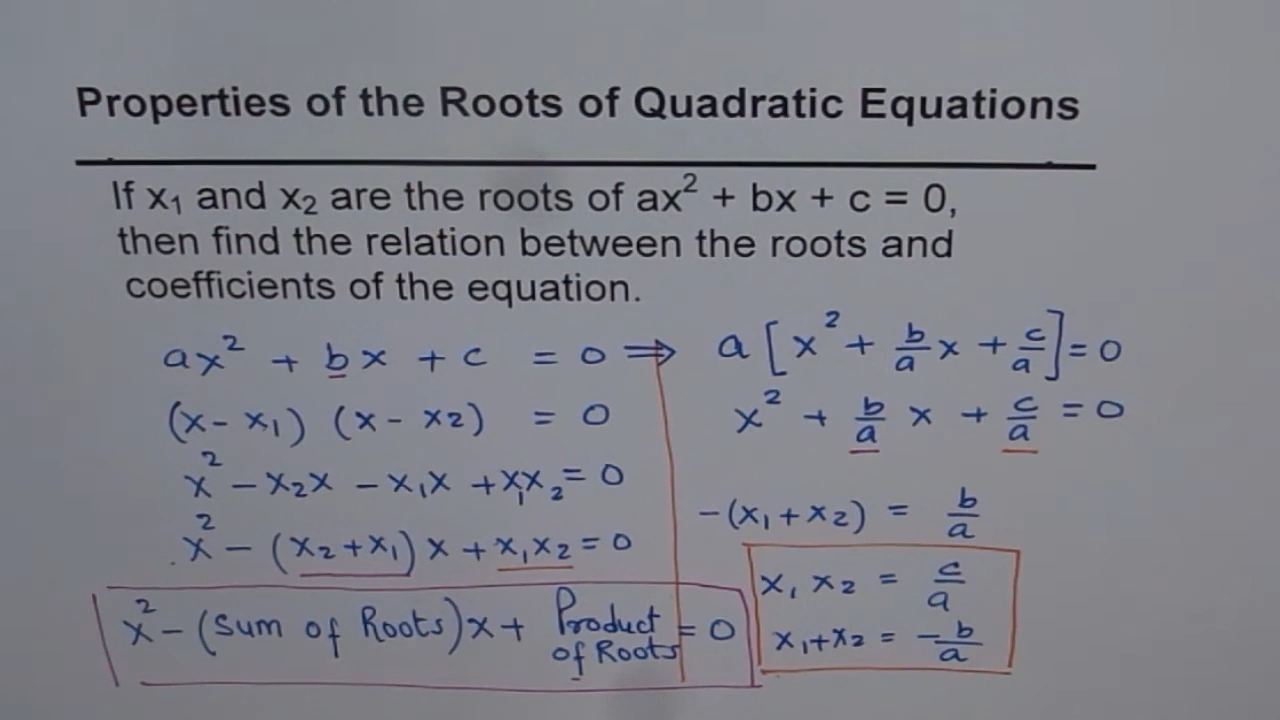 Properties of the Roots of Quadratic Equations
If x₁ and x₂ are the roots of ax² + bx + c = 0,
then find the relation between the roots and
coefficients of the equation.
ax² + bx + c = 0 ⇒
(x - x₁) (x - x₂) = 0
x² - x₂x - x₁x + x₁x₂ = 0
x² - (x₂ + x₁) x + x₁x₂ = 0
x² - (Sum of Roots)x + Product of Roots = 0
a [x² + b/a x + c/a] = 0
x² + b/a x + c/a = 0
-(x₁ + x₂) = b/a
x₁ x₂ = c/a
x₁ + x₂ = -b/a